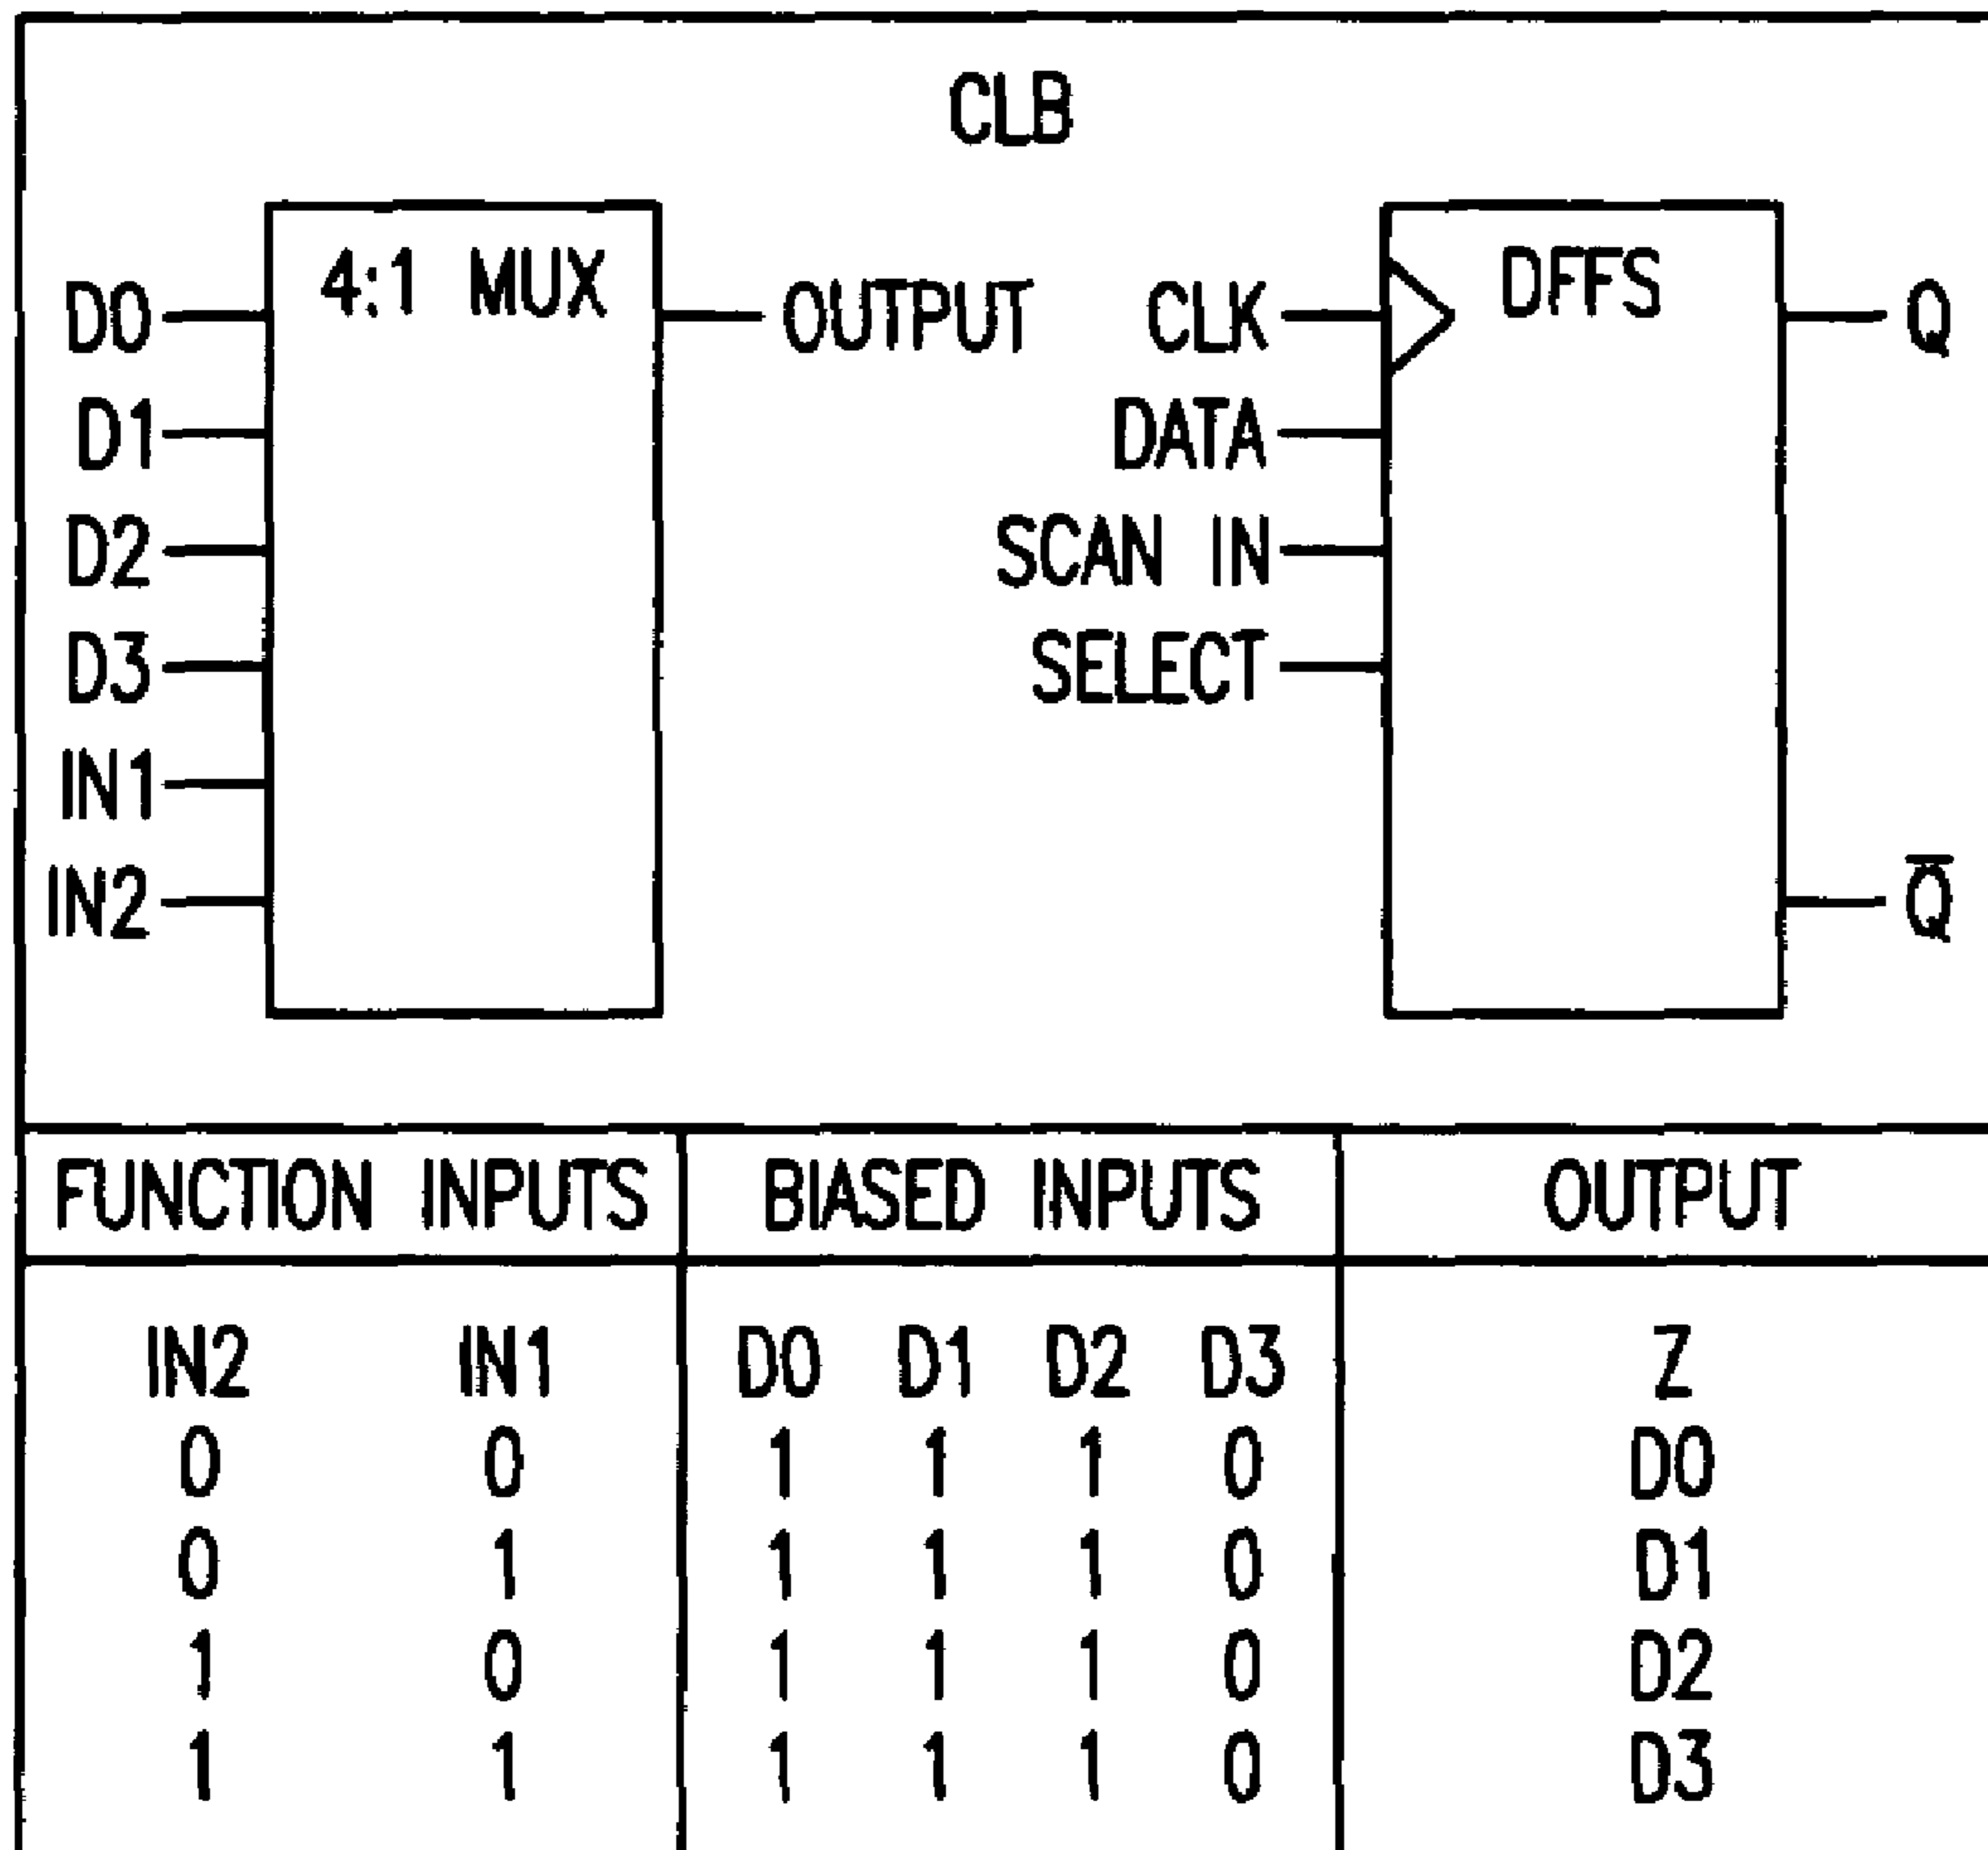 CLB
4:1 MUX
D0
D1
D2
D3
IN1
IN2
OUTPUT
DFFS
CLK
DATA
SCAN IN
SELECT
Q
Q̅
FUNCTION INPUTS BIASED INPUTS OUTPUT
IN2 IN1 D0 D1 D2 D3 Z
0 0 1 1 1 0 D0
0 1 1 1 1 0 D1
1 0 1 1 1 0 D2
1 1 1 1 1 0 D3